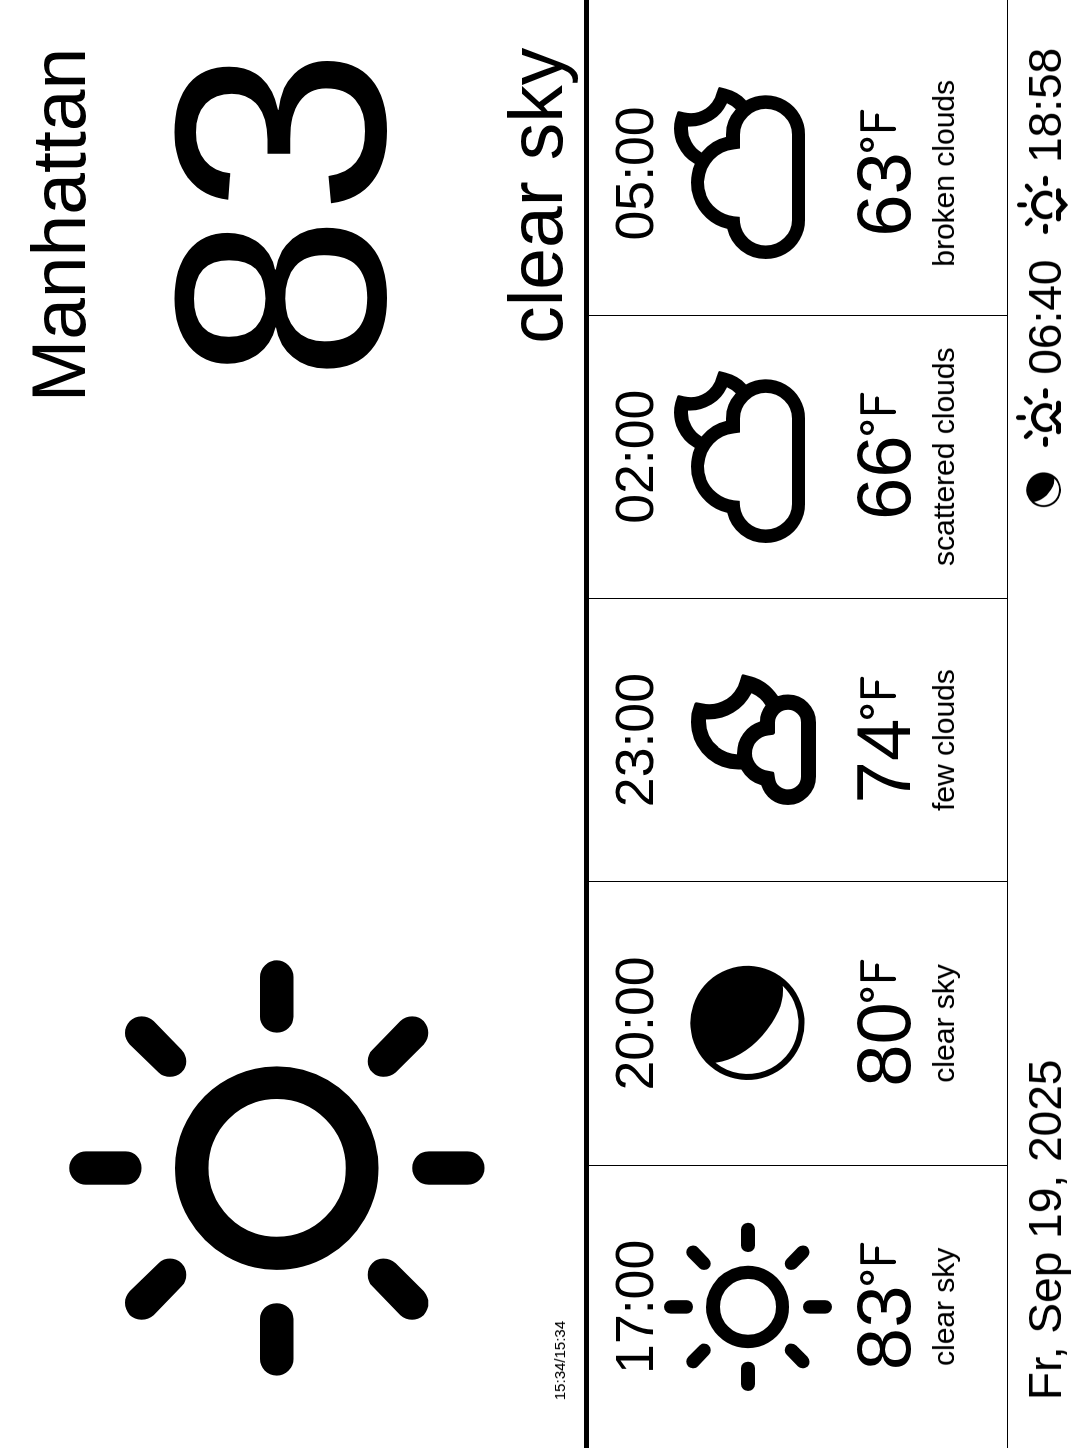 Manhattan
83
clear sky
15:34/15:34
17:00
83°F
clear sky
20:00
80°F
clear sky
23:00
74°F
few clouds
02:00
66°F
scattered clouds
05:00
63°F
broken clouds
Fr, Sep 19, 2025
06:40 18:58